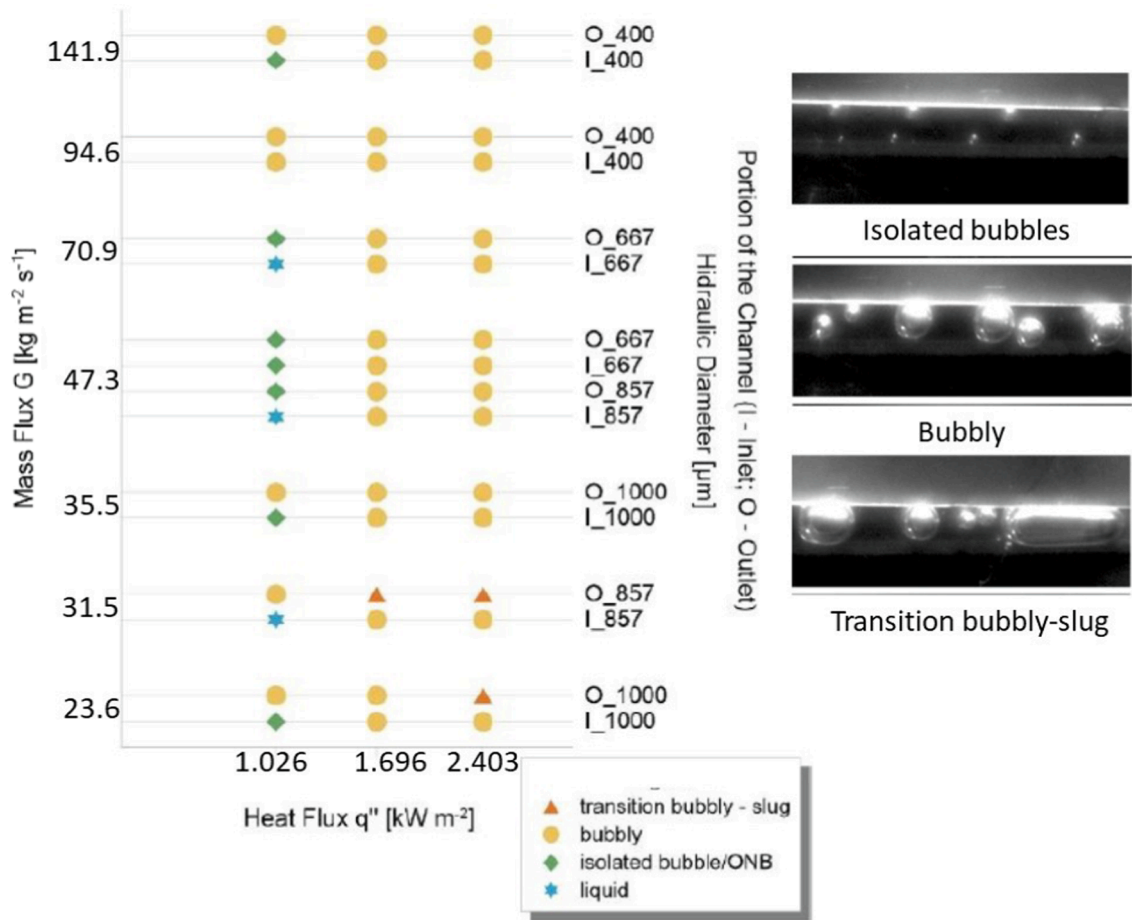 141.9
94.6
70.9
47.3
35.5
31.5
23.6
Mass Flux G [kg m⁻² s⁻¹]
O_400
I_400
O_400
I_400
O_667
I_667
O_667
I_667
O_857
I_857
O_1000
I_1000
O_857
I_857
O_1000
I_1000
Portion of the Channel (I - Inlet; O - Outlet)
Hidraulic Diameter [µm]
1.026 1.696 2.403
Heat Flux q" [kW m⁻²]
transition bubbly - slug
bubbly
isolated bubble/ONB
liquid
Isolated bubbles
Bubbly
Transition bubbly-slug